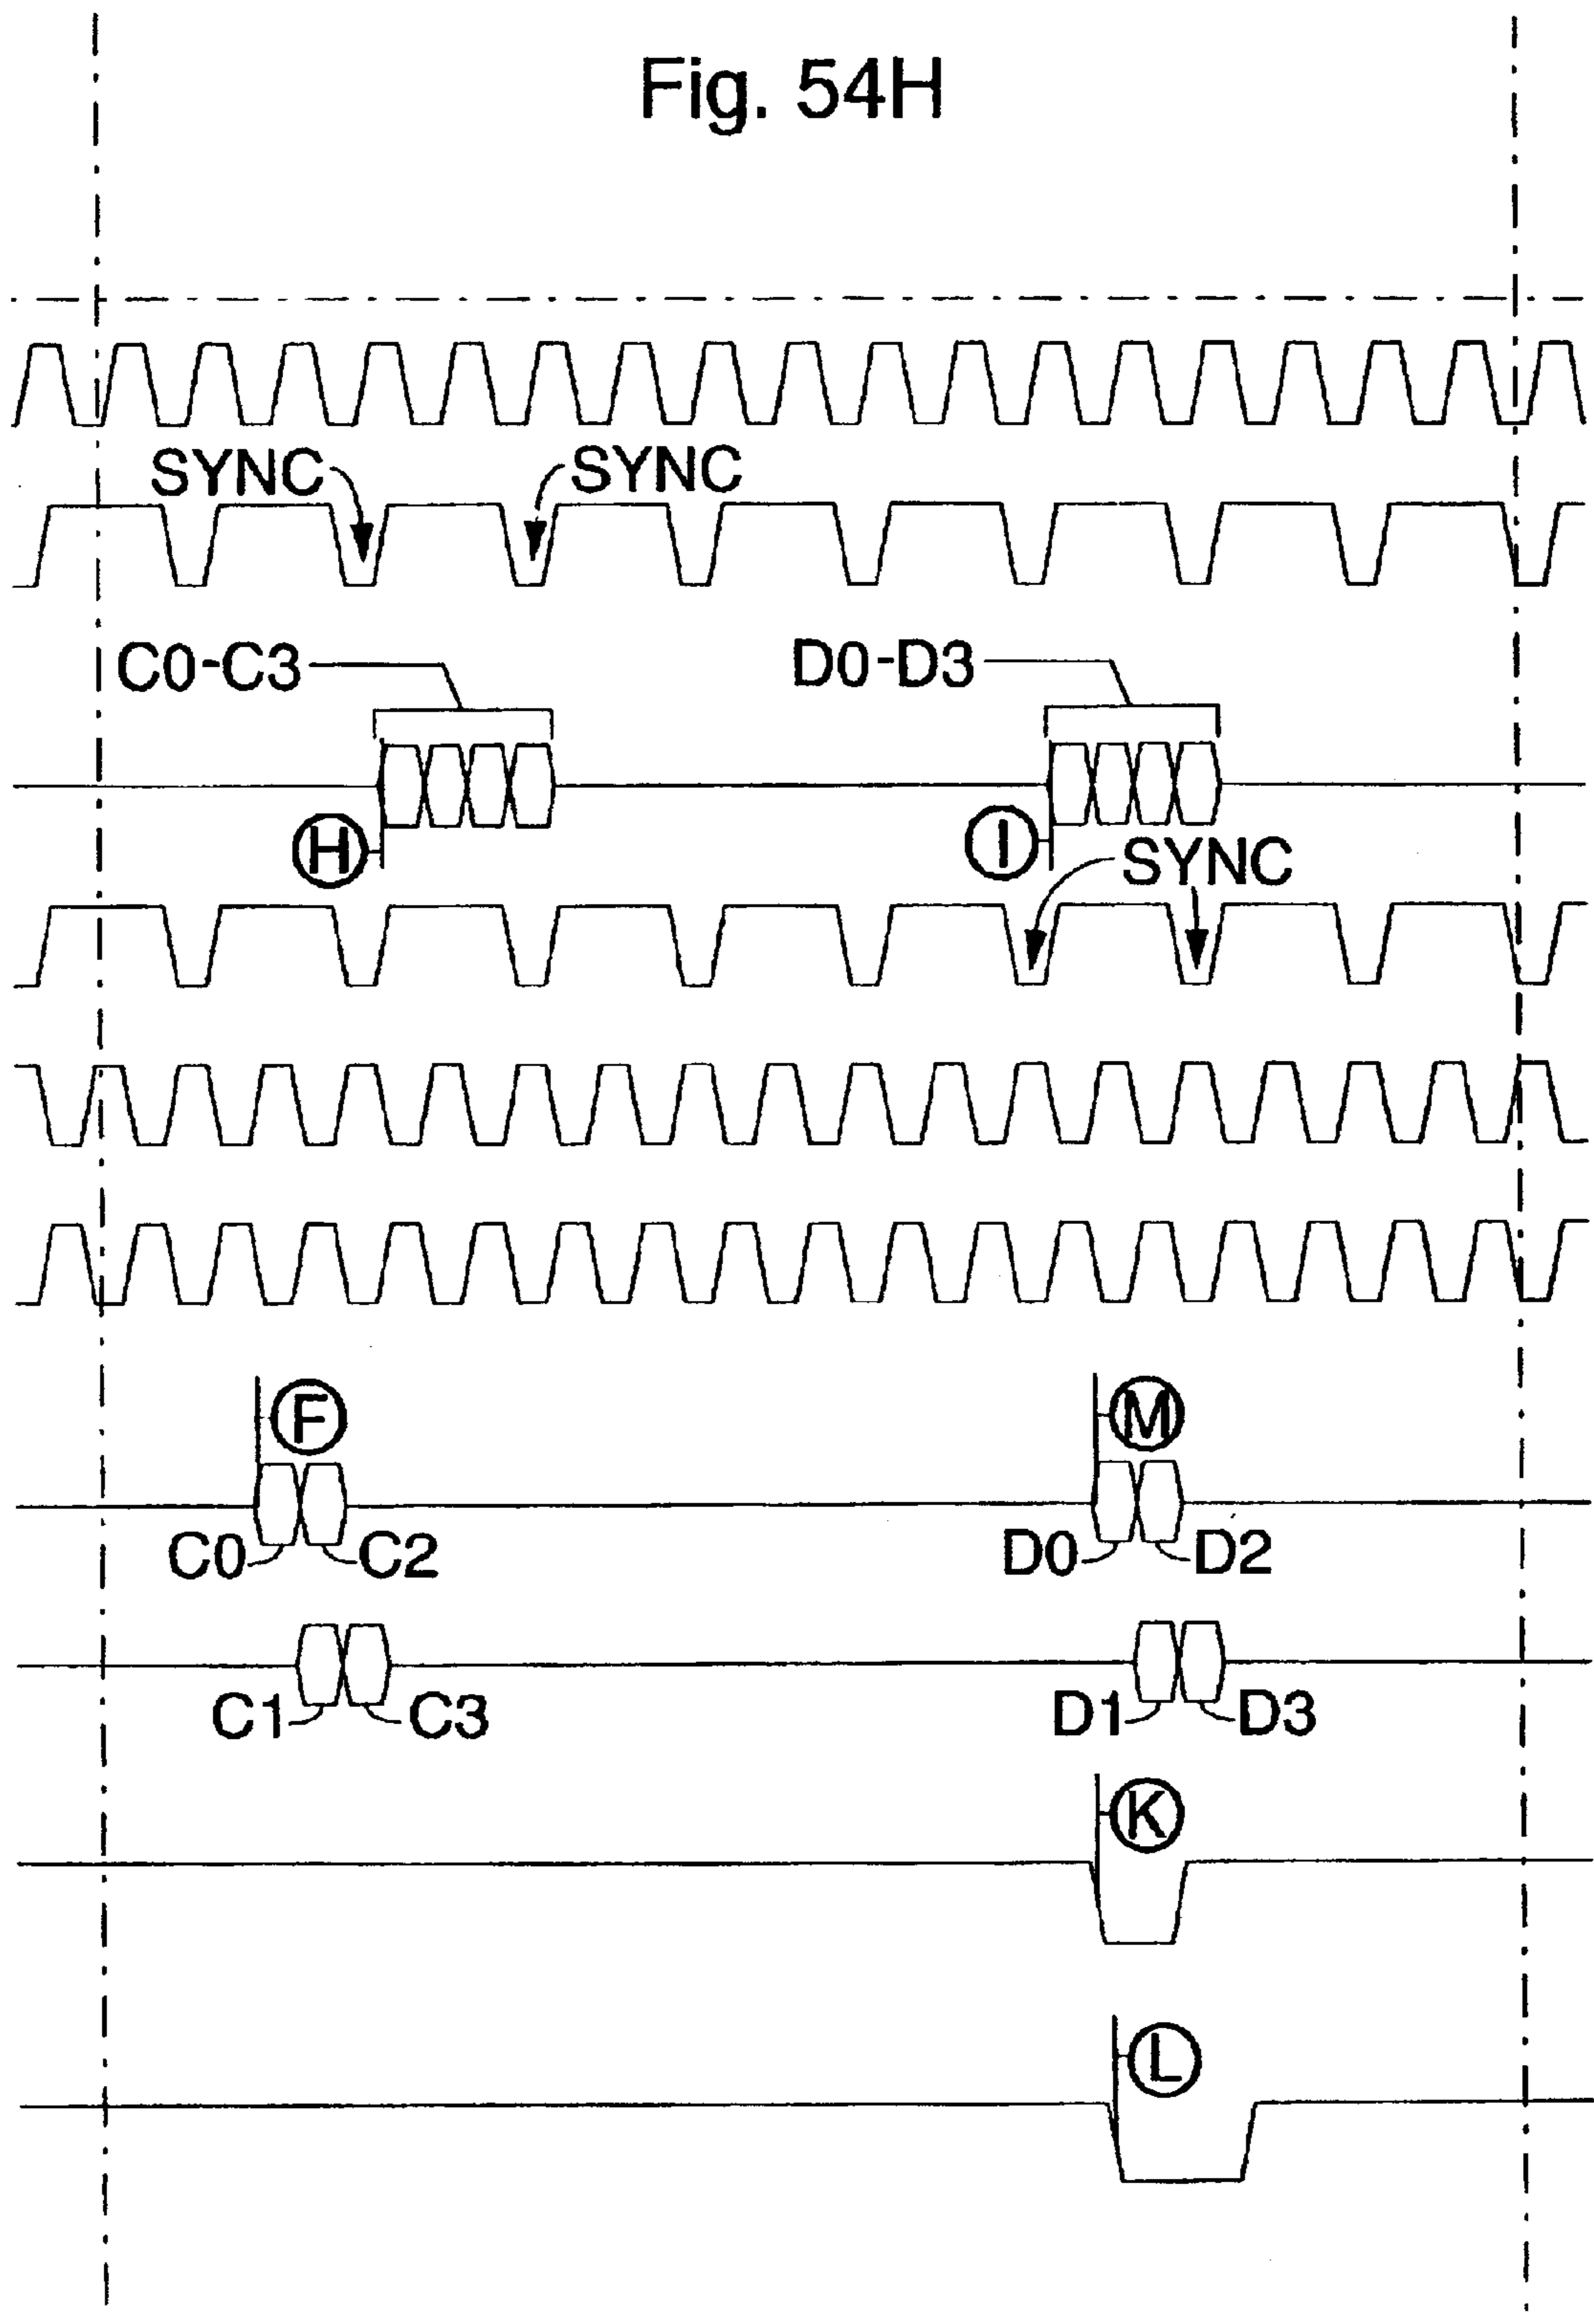 Fig. 54H
SYNC SYNC
C0-C3 D0-D3
H I
SYNC
F M
C0 C2 D0 D2
C1 C3 D1 D3
K
L